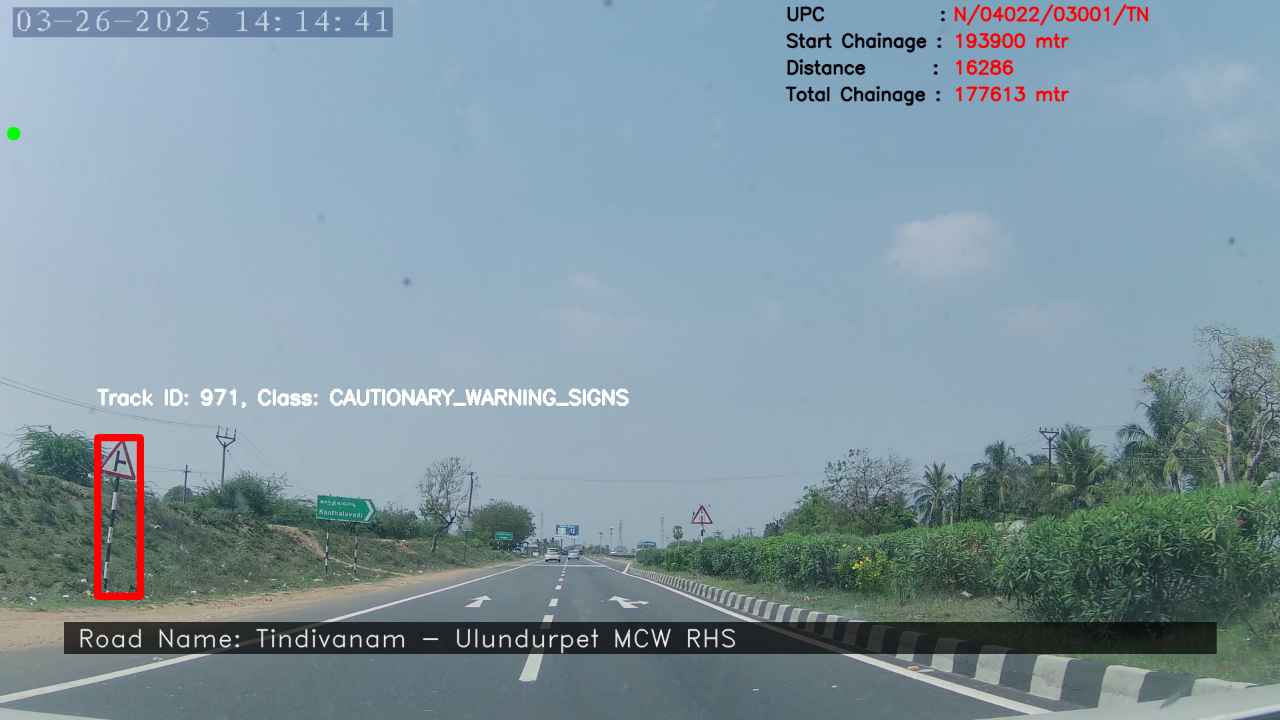 03-26-2025 14:14:41
UPC : N/04022/03001/TN
Start Chainage : 193900 mtr
Distance : 16286
Total Chainage : 177613 mtr
Track ID: 971, Class: CAUTIONARY_WARNING_SIGNS
Road Name: Tindivanam - Ulundurpet MCW RHS